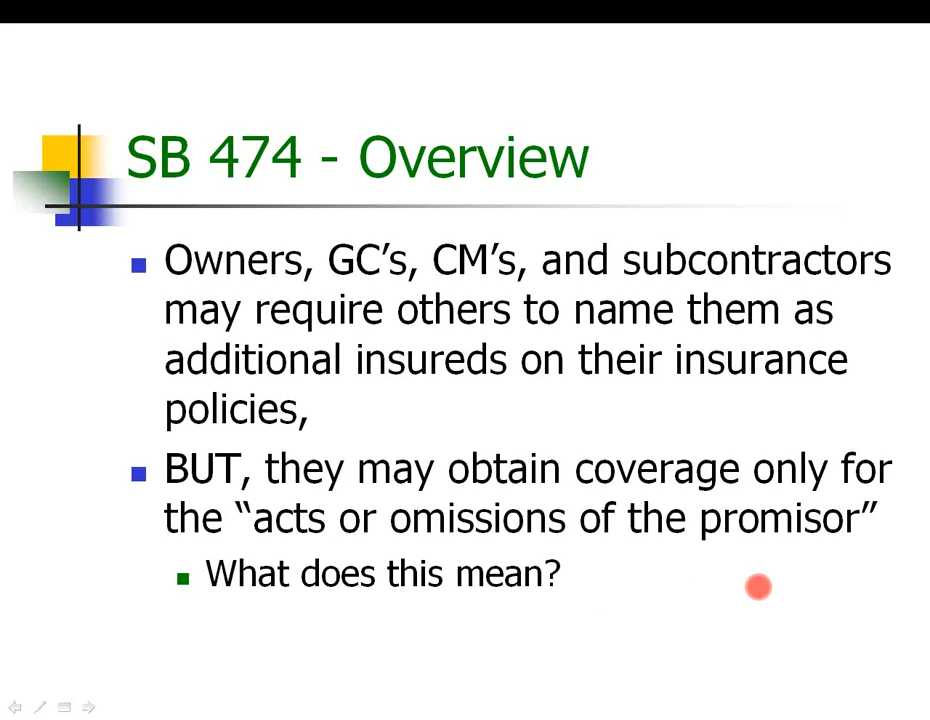 SB 474 - Overview
Owners, GC’s, CM’s, and subcontractors
may require others to name them as
additional insureds on their insurance
policies,
BUT, they may obtain coverage only for
the “acts or omissions of the promisor”
What does this mean?